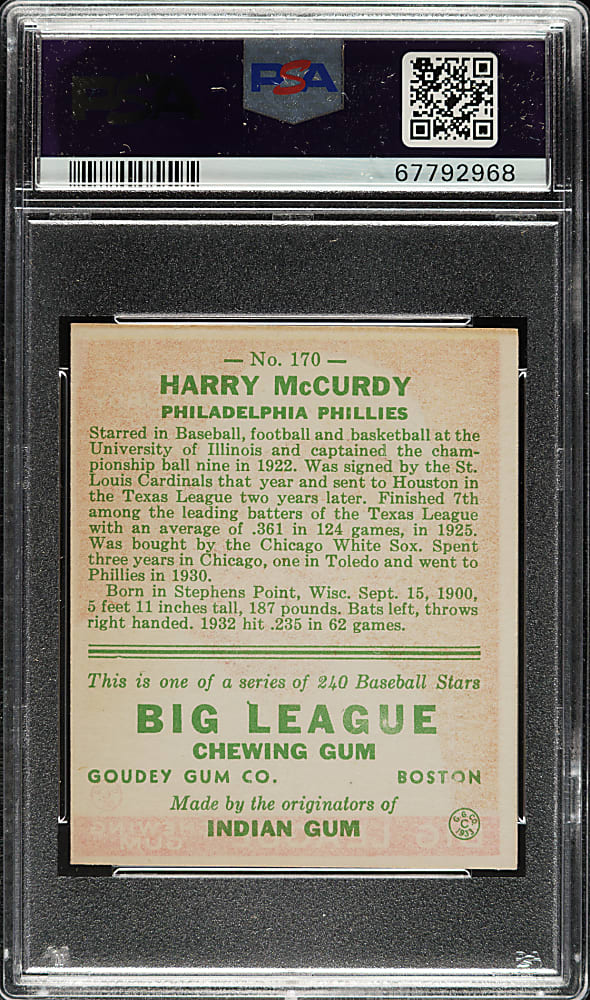 PSA
PSA
67792968
— No. 170 —
HARRY McCURDY
PHILADELPHIA PHILLIES
Starred in Baseball, football and basketball at the
University of Illinois and captained the cham-
pionship ball nine in 1922. Was signed by the St.
Louis Cardinals that year and sent to Houston in
the Texas League two years later. Finished 7th
among the leading batters of the Texas League
with an average of .361 in 124 games, in 1925.
Was bought by the Chicago White Sox. Spent
three years in Chicago, one in Toledo and went to
Phillies in 1930.
Born in Stephens Point, Wisc. Sept. 15, 1900,
5 feet 11 inches tall, 187 pounds. Bats left, throws
right handed. 1932 hit .235 in 62 games.
This is one of a series of 240 Baseball Stars
BIG LEAGUE
CHEWING GUM
GOUDEY GUM CO. BOSTON
Made by the originators of
INDIAN GUM
G. G. CO.
C
1933
BIG LEAGUE
CHEWING GUM